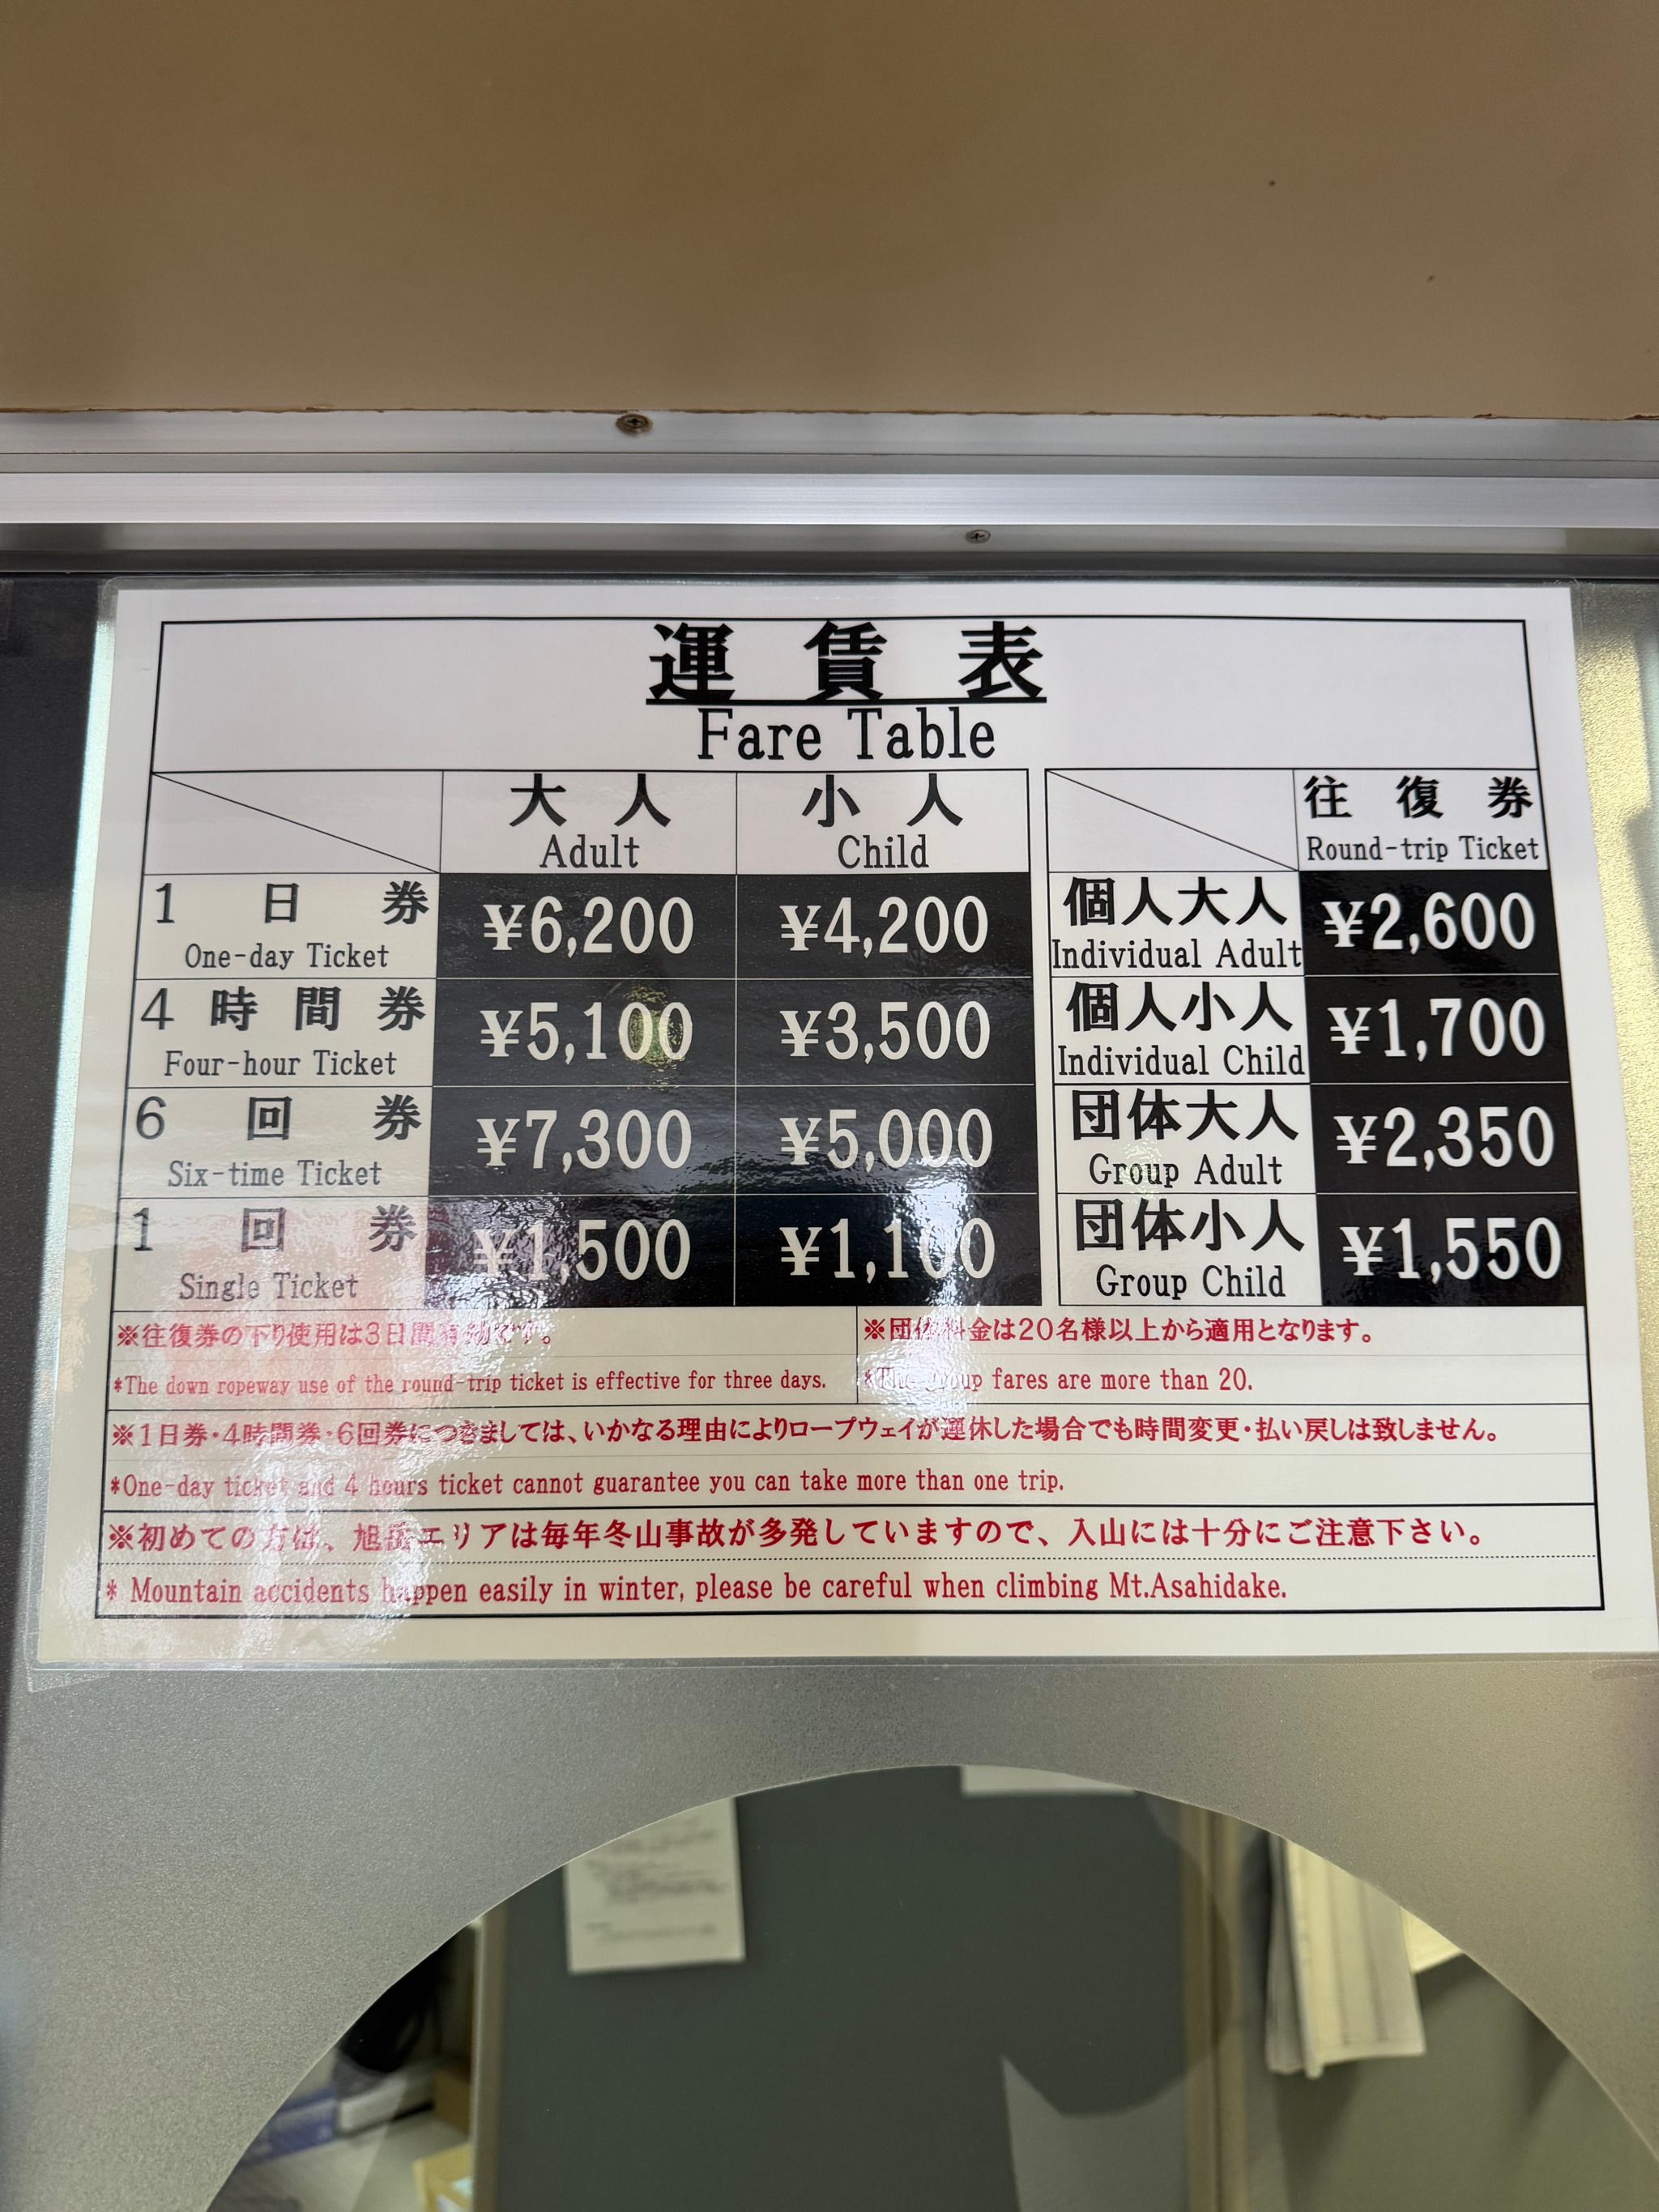 運賃表
Fare Table
大人 小人
Adult Child
1日券 ¥6,200 ¥4,200
One-day Ticket
4時間券 ¥5,100 ¥3,500
Four-hour Ticket
6回券 ¥7,300 ¥5,000
Six-time Ticket
1回券 ¥1,500 ¥1,100
Single Ticket
往復券
Round-trip Ticket
個人大人 ¥2,600
Individual Adult
個人小人 ¥1,700
Individual Child
団体大人 ¥2,350
Group Adult
団体小人 ¥1,550
Group Child
※往復券の下り使用は3日間有効です。
*The down ropeway use of the round-trip ticket is effective for three days.
※団体料金は20名様以上から適用となります。
*The group fares are more than 20.
※1日券・4時間券・6回券につきましては、いかなる理由によりロープウェイが運休した場合でも時間変更・払い戻しは致しません。
*One-day ticket and 4 hours ticket cannot guarantee you can take more than one trip.
※初めての方は、旭岳エリアは毎年冬山事故が多発していますので、入山には十分にご注意下さい。
* Mountain accidents happen easily in winter, please be careful when climbing Mt.Asahidake.